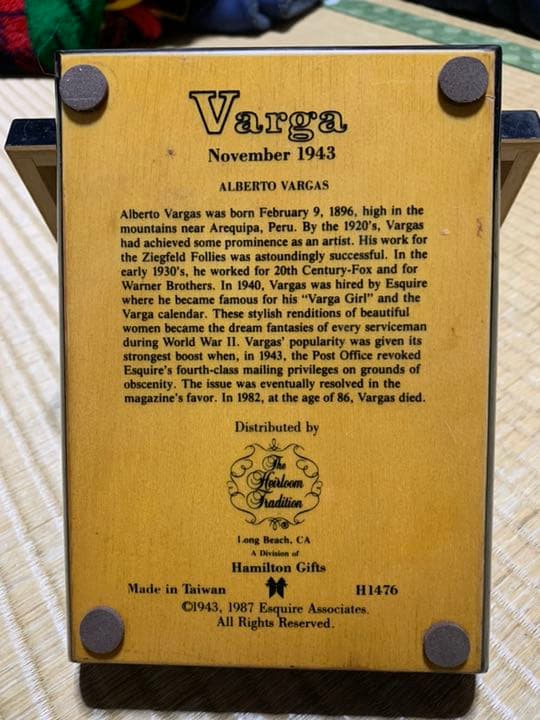 Varga
November 1943
ALBERTO VARGAS
Alberto Vargas was born February 9, 1896, high in the
mountains near Arequipa, Peru. By the 1920's, Vargas
had achieved some prominence as an artist. His work for
the Ziegfeld Follies was astoundingly successful. In the
early 1930's, he worked for 20th Century-Fox and for
Warner Brothers. In 1940, Vargas was hired by Esquire
where he became famous for his "Varga Girl" and the
Varga calendar. These stylish renditions of beautiful
women became the dream fantasies of every serviceman
during World War II. Vargas' popularity was given its
strongest boost when, in 1943, the Post Office revoked
Esquire's fourth-class mailing privileges on grounds of
obscenity. The issue was eventually resolved in the
magazine's favor. In 1982, at the age of 86, Vargas died.
Distributed by
The
Heirloom
Tradition
®
Long Beach, CA
A Division of
Hamilton Gifts
Made in Taiwan H1476
©1943, 1987 Esquire Associates.
All Rights Reserved.